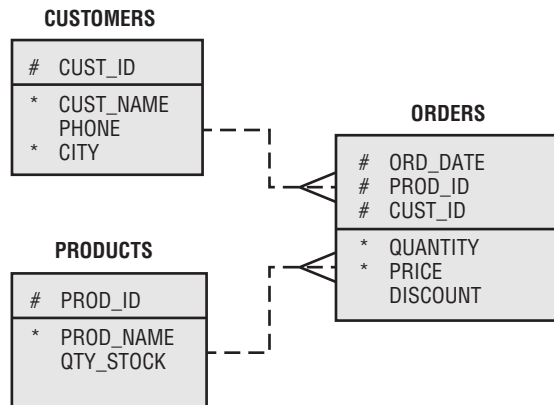 CUSTOMERS
# CUST_ID
* CUST_NAME
PHONE
* CITY
ORDERS
# ORD_DATE
# PROD_ID
# CUST_ID
* QUANTITY
* PRICE
DISCOUNT
PRODUCTS
# PROD_ID
* PROD_NAME
QTY_STOCK